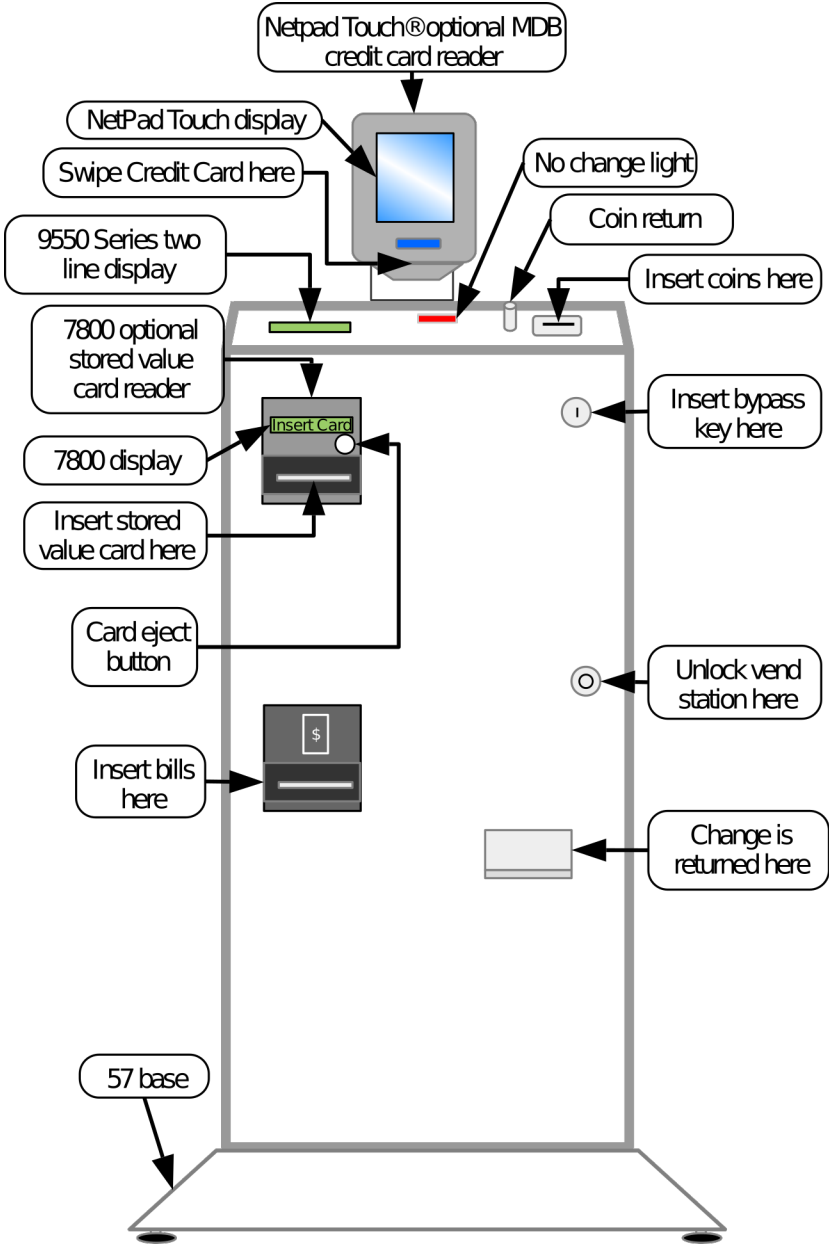 Netpad Touch®optional MDB
credit card reader
NetPad Touch display
Swipe Credit Card here
No change light
Coin return
9550 Series two
line display
Insert coins here
7800 optional
stored value
card reader
Insert Card
Insert bypass
key here
7800 display
Insert stored
value card here
Card eject
button
Unlock vend
station here
$
Insert bills
here
Change is
returned here
57 base